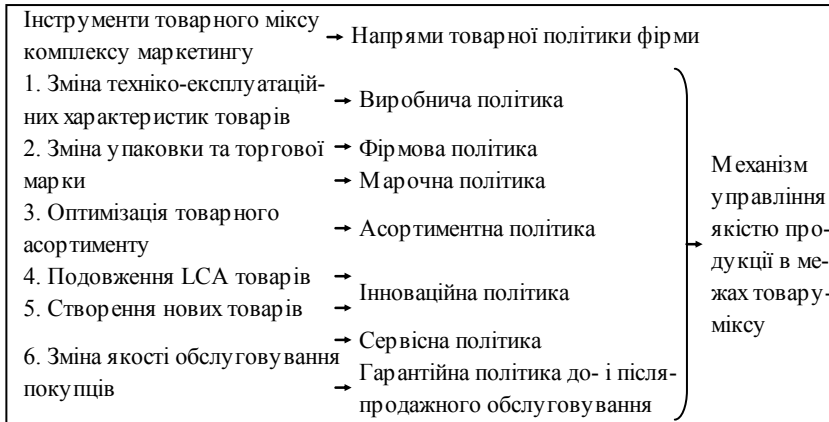 Інструменти товарного міксу
комплексу маркетингу
→ Напрями товарної політики фірми
1. Зміна техніко-експлуатацій-
них характеристик товарів
→ Виробнича політика
2. Зміна упаковки та торгової
марки
→ Фірмова політика
→ Марочна політика
3. Оптимізація товарного
асортименту
→ Асортиментна політика
4. Подовження LCA товарів
5. Створення нових товарів
→ Інноваційна політика
6. Зміна якості обслуговування
покупців
→ Сервісна політика
→ Гарантійна політика до- і після-
продажного обслуговування
Механізм
управління
якістю про-
дукції в ме-
жах товару-
міксу